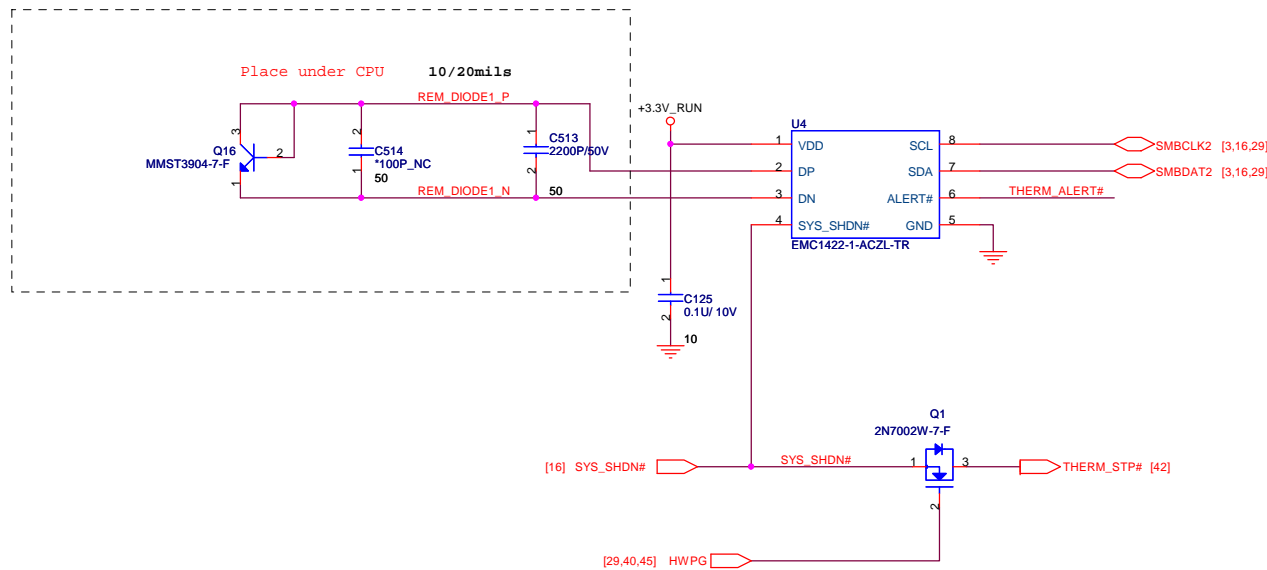 Place under CPU 10/20mils
REM_DIODE1_P
+3.3V_RUN
3
Q16
MMST3904-7-F
2
1
2
C514
*100P_NC
1
50
1
C513
2200P/50V
2
50
REM_DIODE1_N
U4
1 VDD SCL 8 SMBCLK2 [3,16,29]
2 DP SDA 7 SMBDAT2 [3,16,29]
3 DN ALERT# 6 THERM_ALERT#
4 SYS_SHDN# GND 5
EMC1422-1-ACZL-TR
1
C125
0.1U/ 10V
2
10
Q1
2N7002W-7-F
[16] SYS_SHDN# SYS_SHDN# 1 3 THERM_STP# [42]
2
[29,40,45] HWPG